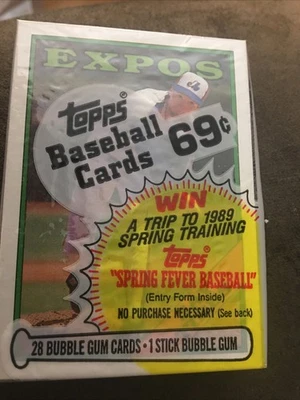 EXPOS
Topps
Baseball
Cards 69¢
WIN
A TRIP TO 1989
SPRING TRAINING
Topps
"SPRING FEVER BASEBALL"
(Entry Form Inside)
NO PURCHASE NECESSARY (See back)
28 BUBBLE GUM CARDS • 1 STICK BUBBLE GUM